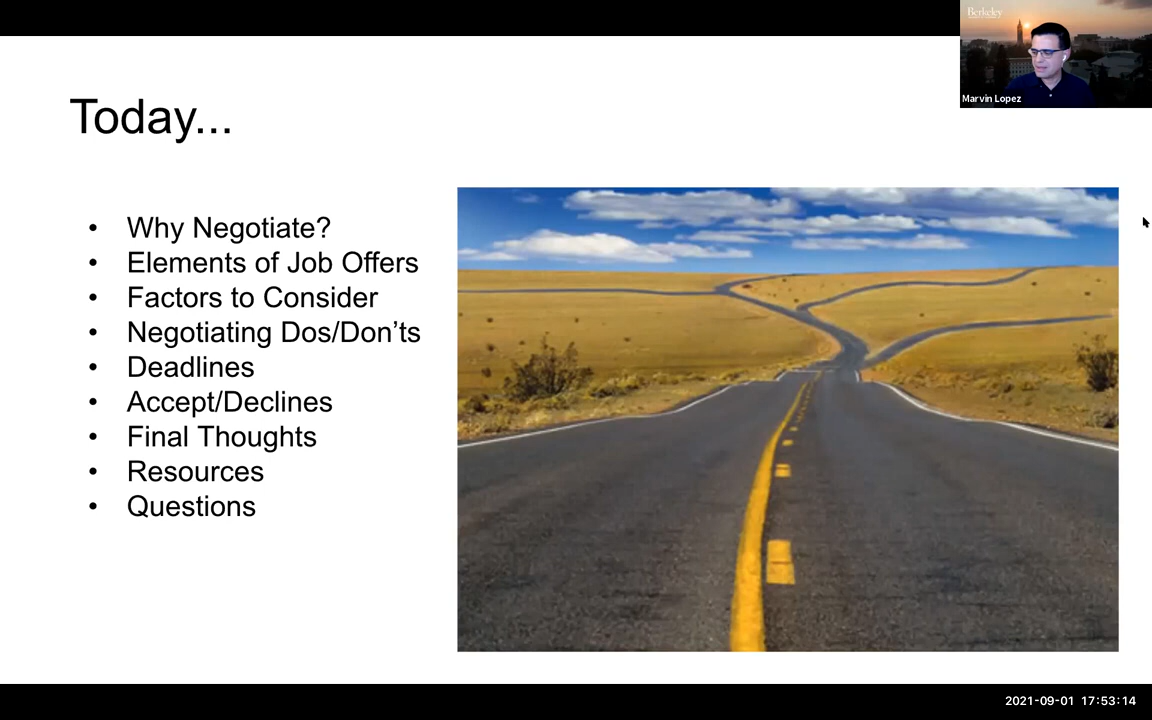 Berkeley
Marvin Lopez
Today...
• Why Negotiate?
• Elements of Job Offers
• Factors to Consider
• Negotiating Dos/Don’ts
• Deadlines
• Accept/Declines
• Final Thoughts
• Resources
• Questions
2021-09-01 17:53:14